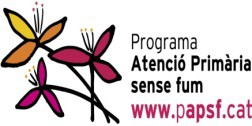 Programa
Atenció Primària
sense fum
www.papsf.cat